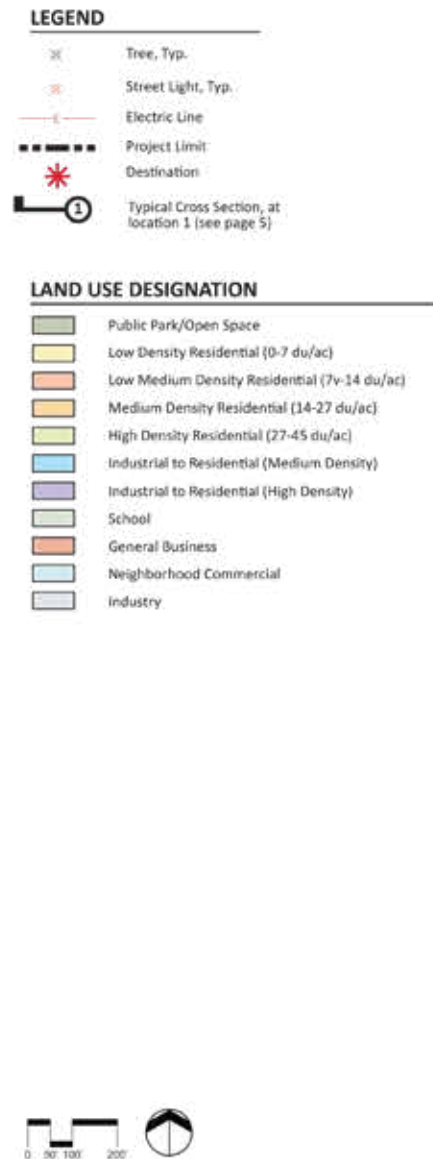 LEGEND
Tree, Typ.
Street Light, Typ.
E
Electric Line
Project Limit
Destination
1
Typical Cross Section, at
location 1 (see page 5)
LAND USE DESIGNATION
Public Park/Open Space
Low Density Residential (0-7 du/ac)
Low Medium Density Residential (7v-14 du/ac)
Medium Density Residential (14-27 du/ac)
High Density Residential (27-45 du/ac)
Industrial to Residential (Medium Density)
Industrial to Residential (High Density)
School
General Business
Neighborhood Commercial
Industry
0 50' 100' 200'